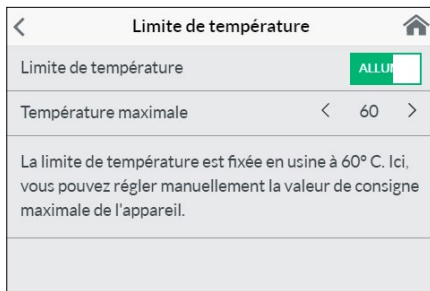 Limite de température
Limite de température ALLU
Température maximale < 60 >
La limite de température est fixée en usine à 60° C. Ici,
vous pouvez régler manuellement la valeur de consigne
maximale de l'appareil.